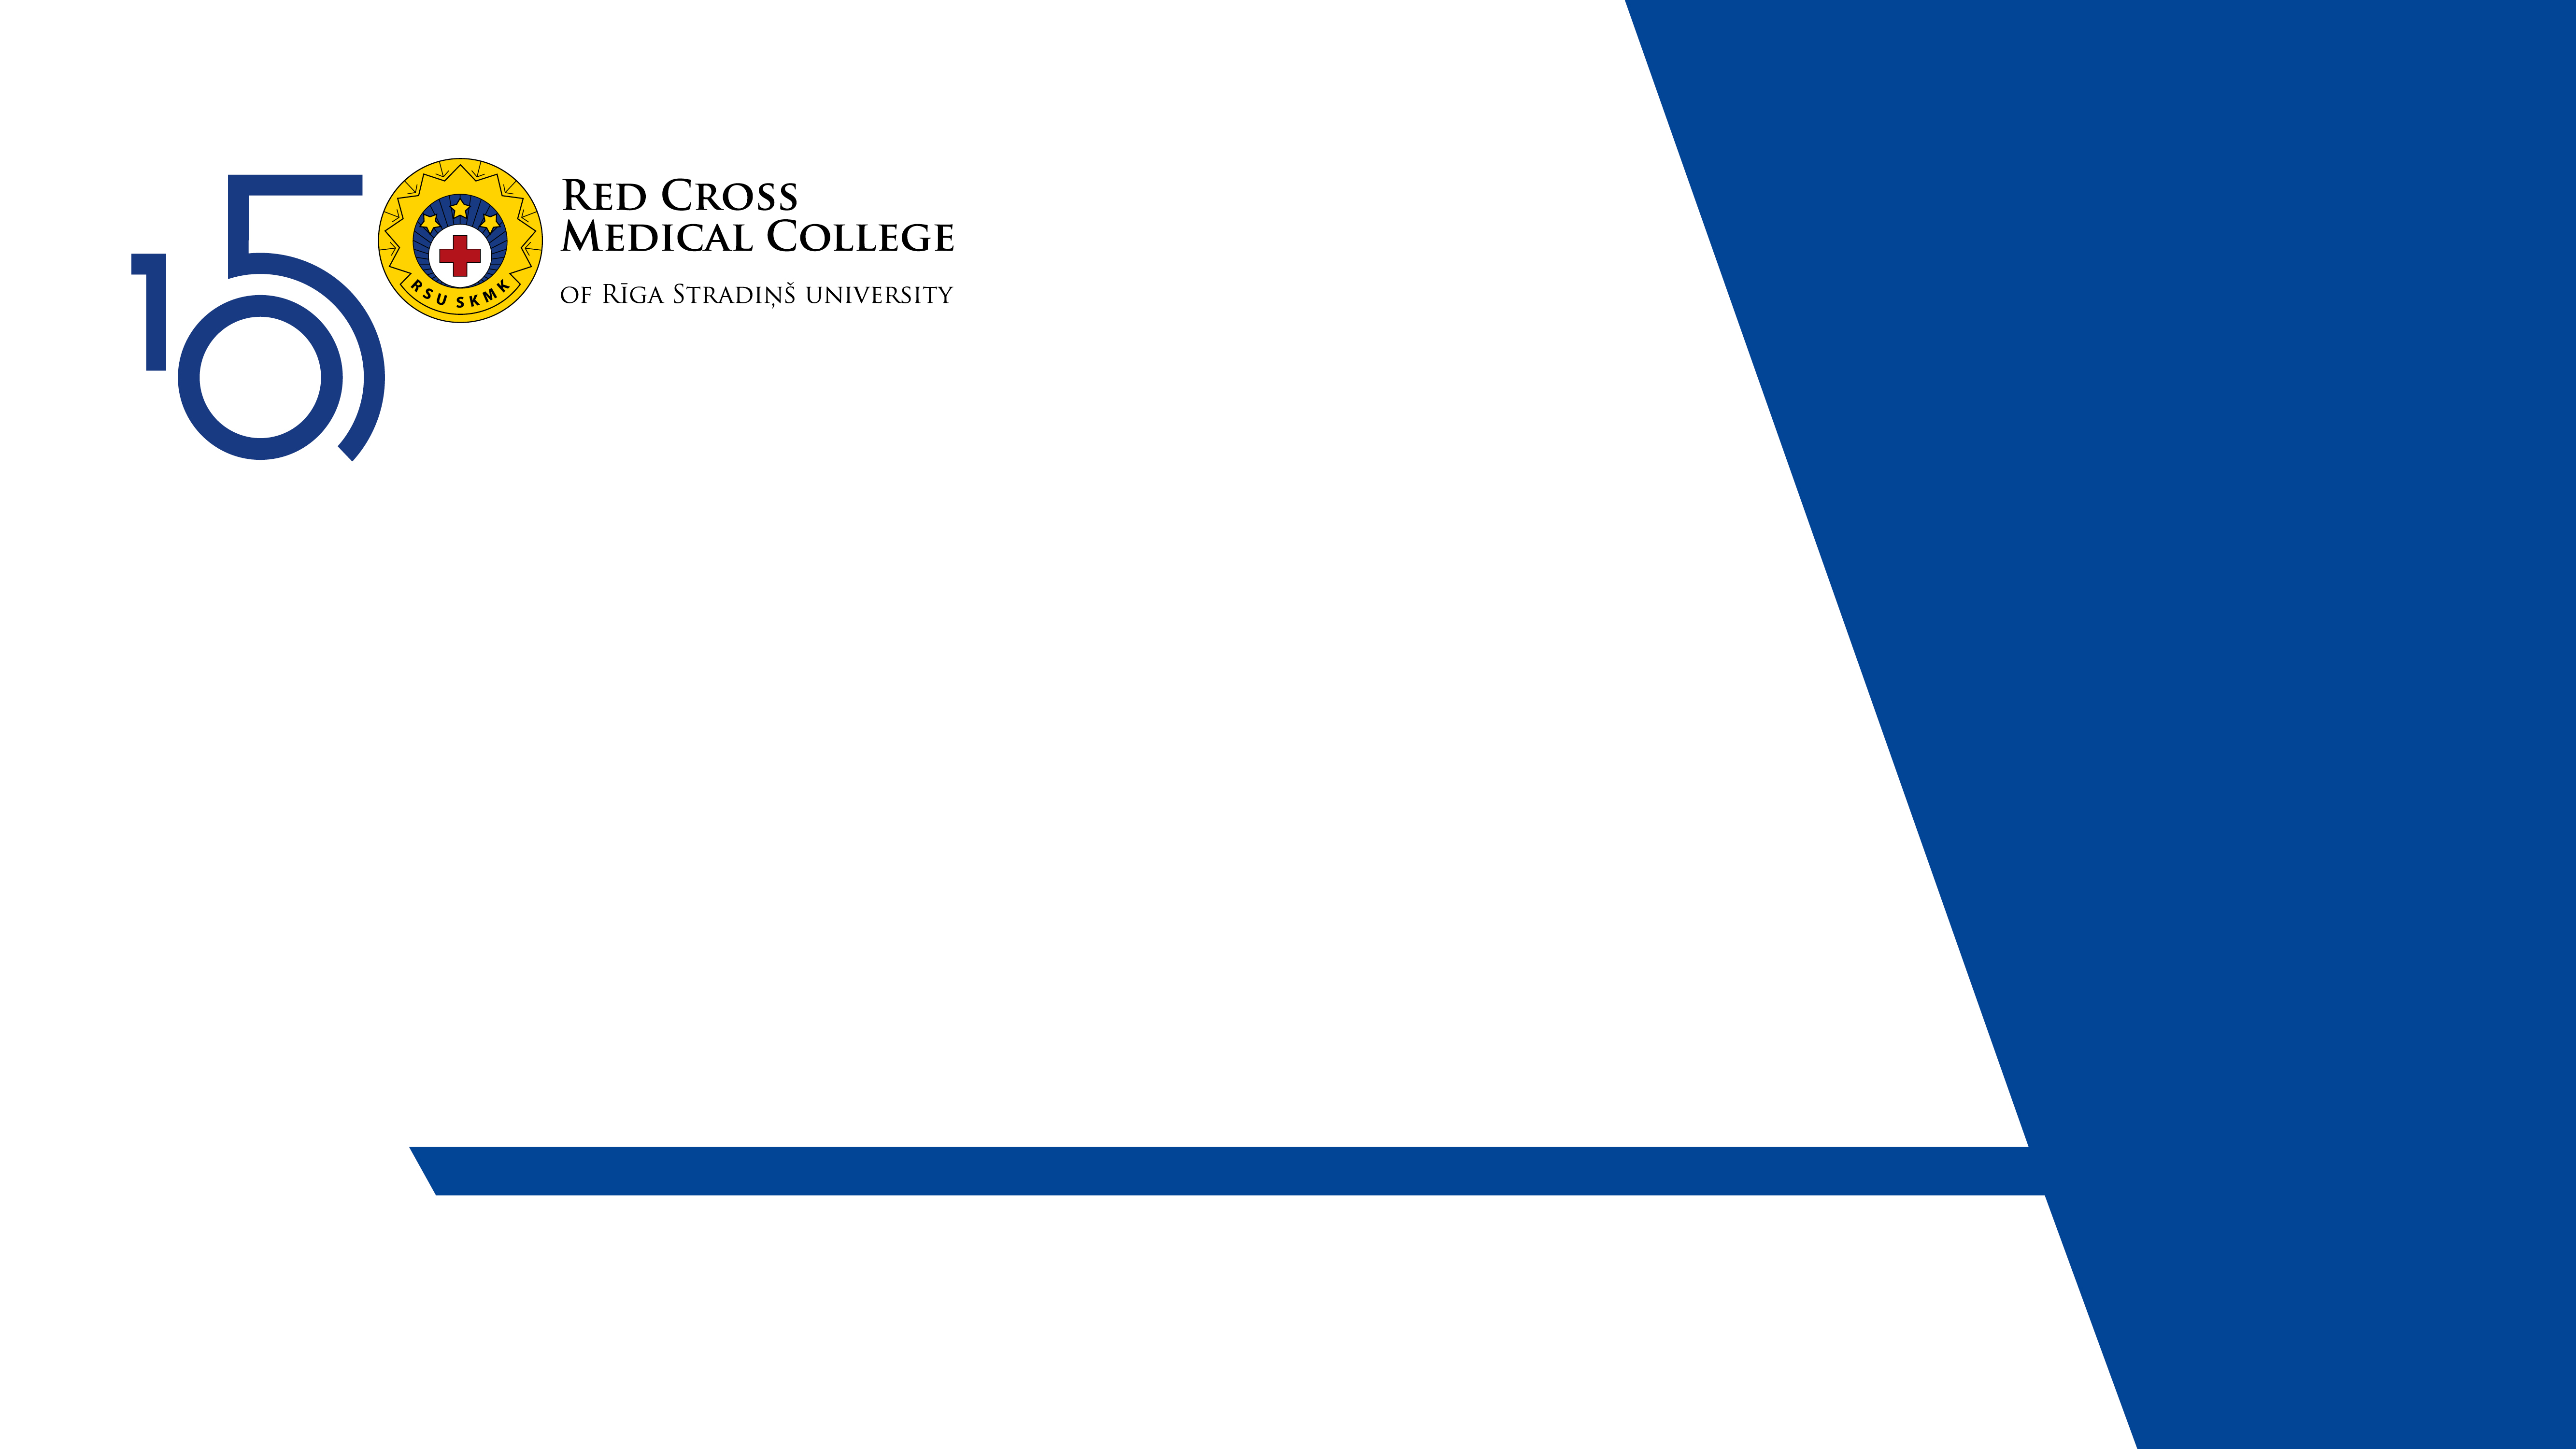 150
RED CROSS
MEDICAL COLLEGE
OF RĪGA STRADIŅŠ UNIVERSITY
RSU SKMK